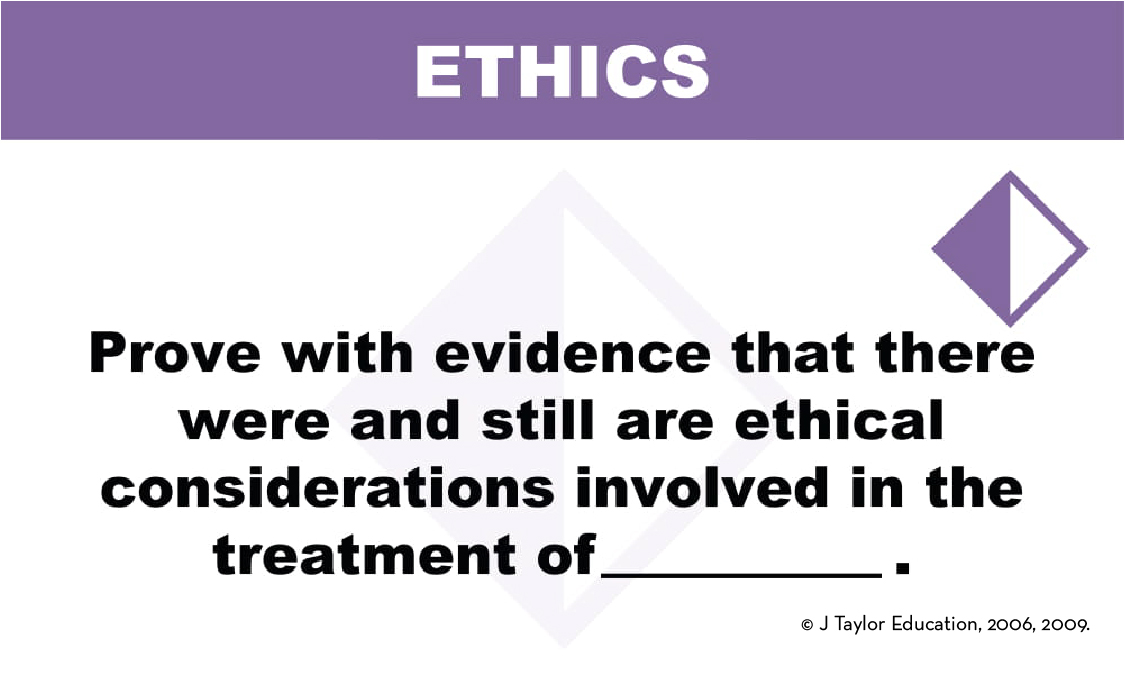 ETHICS
Prove with evidence that there
were and still are ethical
considerations involved in the
treatment of__________ .
© J Taylor Education, 2006, 2009.